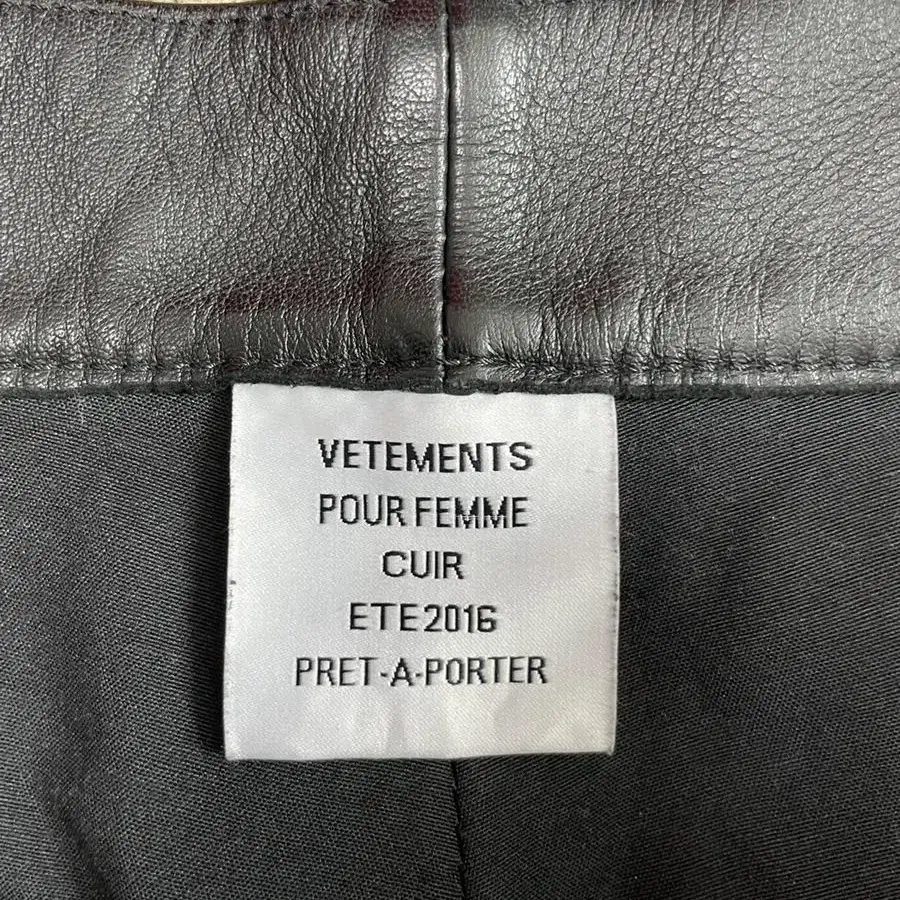 VETEMENTS
POUR FEMME
CUIR
ETE2016
PRET-A-PORTER